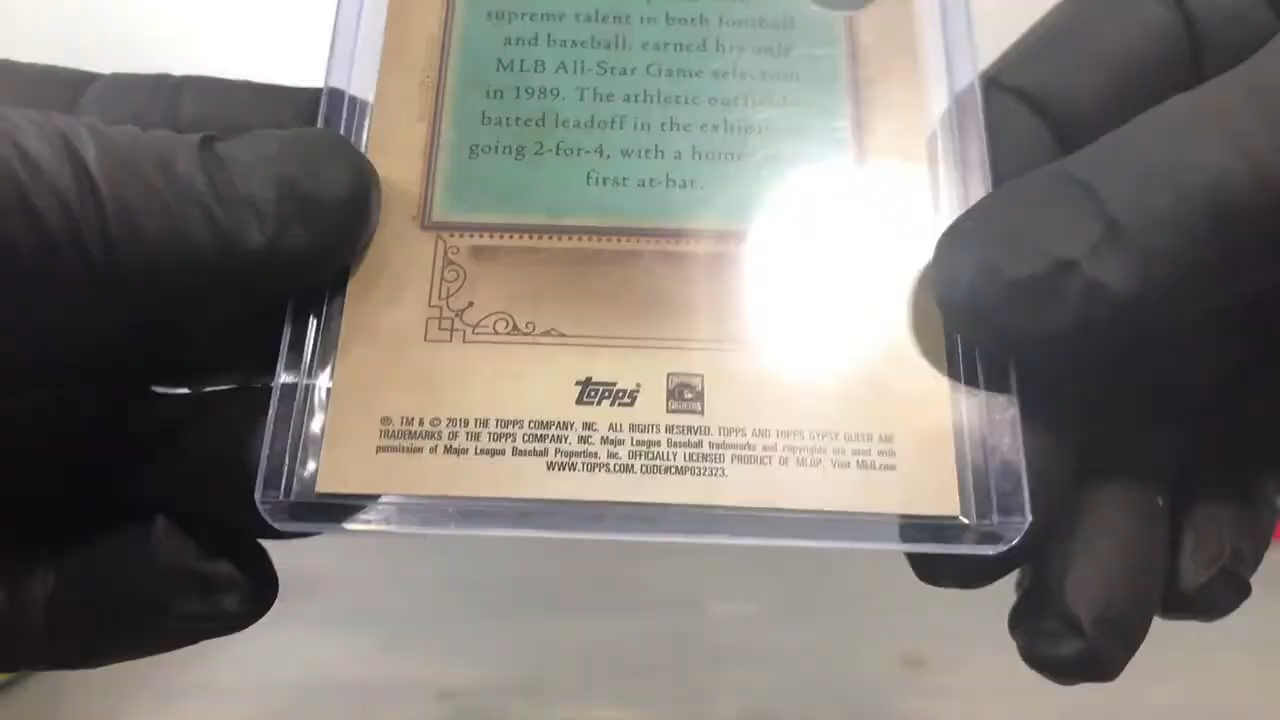 supreme talent in both football
and baseball, earned his only
MLB All-Star Game selection
in 1989. The athletic outfielder
batted leadoff in the
going 2-for-4, with a home
first at-bat.
topps®
®, TM & © 2019 THE TOPPS COMPANY, INC. ALL RIGHTS RESERVED. TOPPS AND TOPPS GYPSY QUEEN ARE
TRADEMARKS OF THE TOPPS COMPANY, INC. Major League Baseball trademarks and copyrights are used with
permission of Major League Baseball Properties, Inc. OFFICIALLY LICENSED PRODUCT OF MLBP. Visit MLB.com
WWW.TOPPS.COM. CODE#CMP032323.